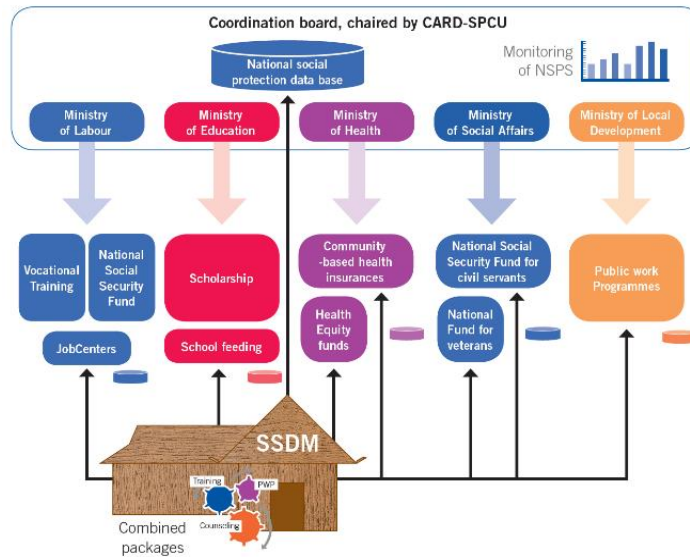 Coordination board, chaired by CARD-SPCU
National social
protection data base
Monitoring
of NSPS
Ministry
of Labour
Ministry
of Education
Ministry
of Health
Ministry
of Social Affairs
Ministry of Local
Development
Vocational
Training
National
Social
Security
Fund
Scholarship
Community
-based health
insurances
National Social
Security Fund for
civil servants
Public work
Programmes
JobCenters
School feeding
Health
Equity
funds
National
Fund for
veterans
SSDM
Training
PWP
Counseling
Combined
packages